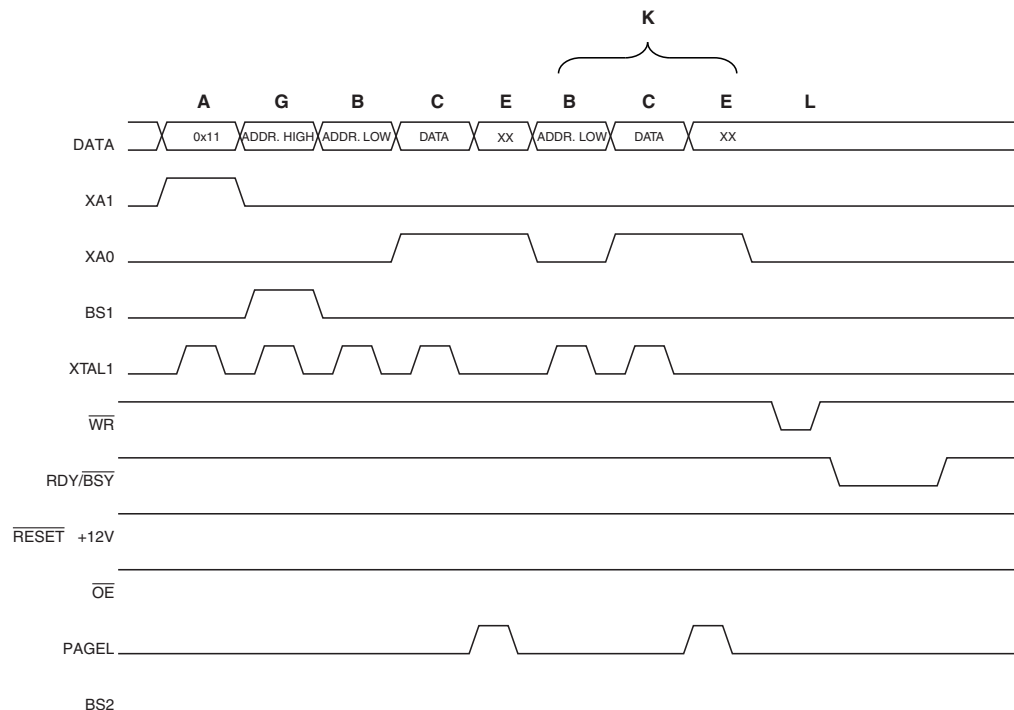 K
A G B C E B C E L
DATA 0x11 ADDR. HIGH ADDR. LOW DATA XX ADDR. LOW DATA XX
XA1
XA0
BS1
XTAL1
WR
RDY/BSY
RESET +12V
OE
PAGEL
BS2